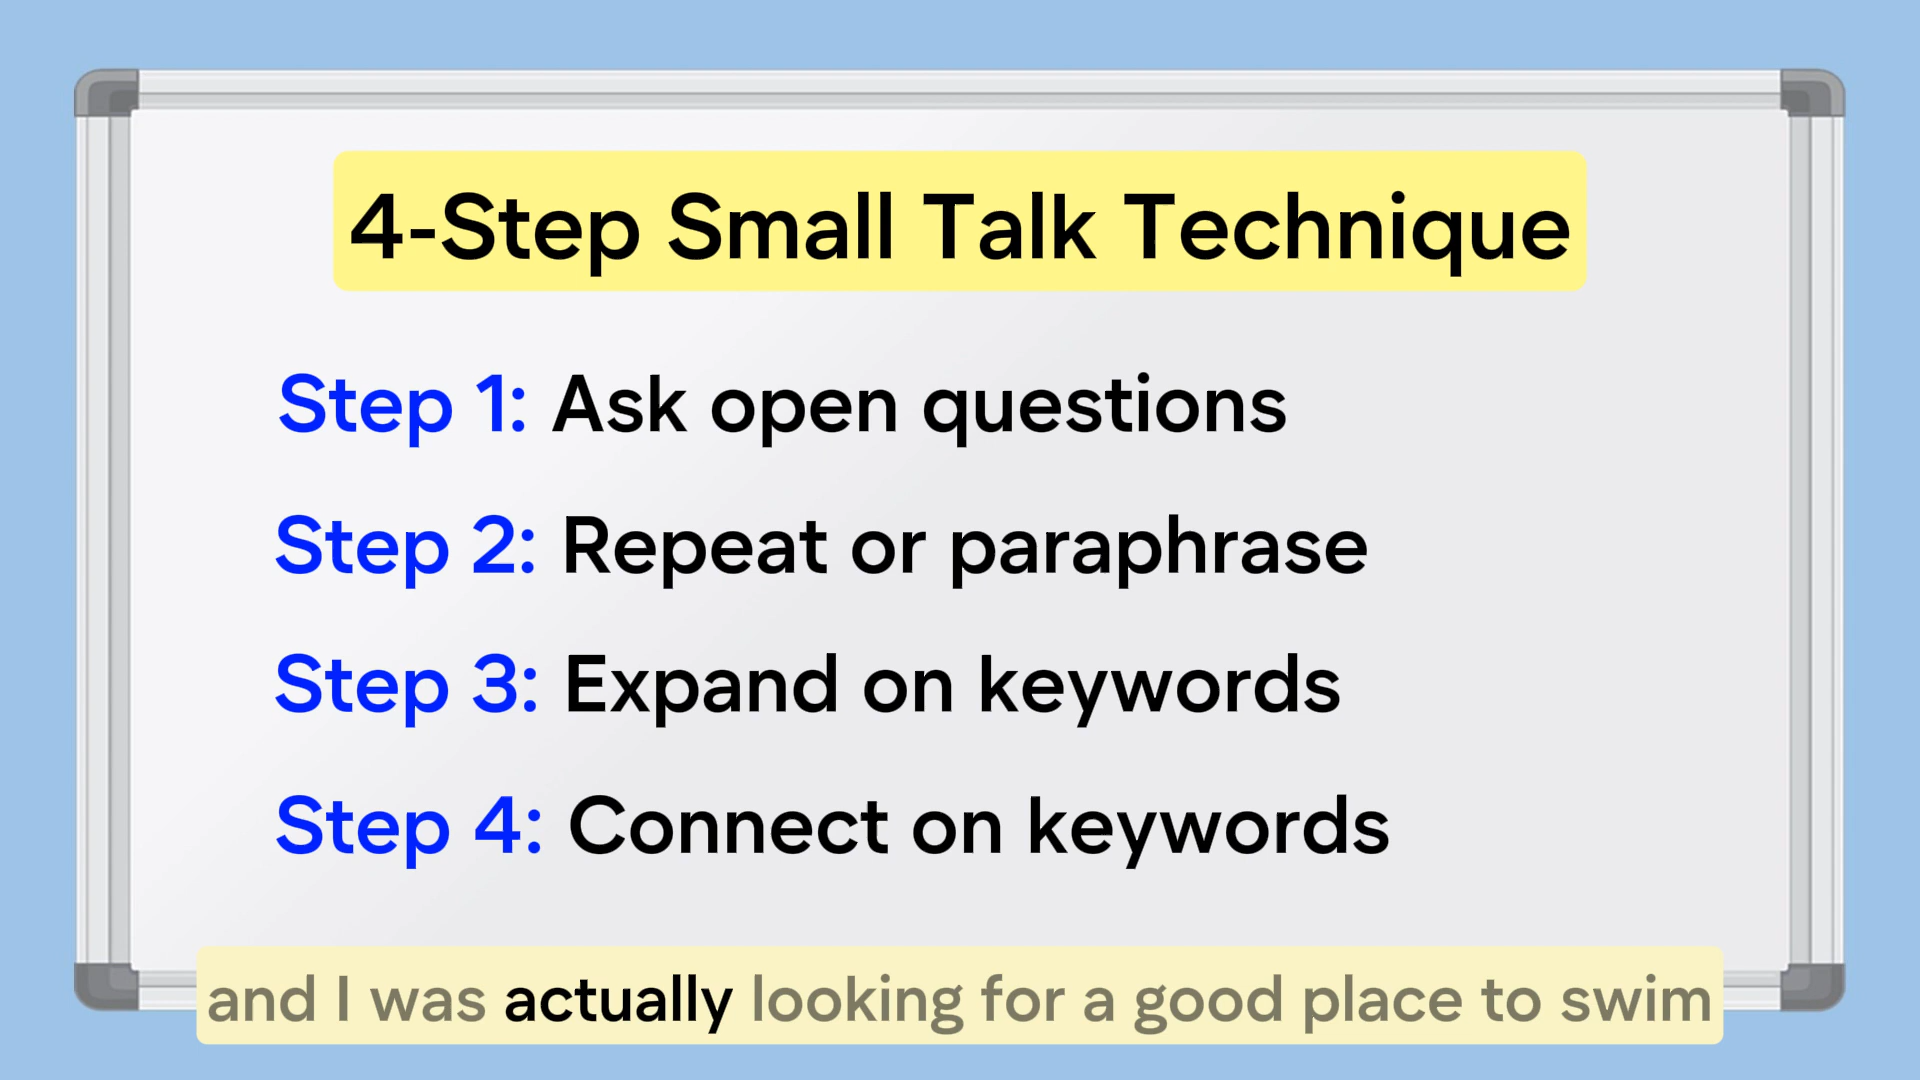 4-Step Small Talk Technique
Step 1: Ask open questions
Step 2: Repeat or paraphrase
Step 3: Expand on keywords
Step 4: Connect on keywords
and I was actually looking for a good place to swim